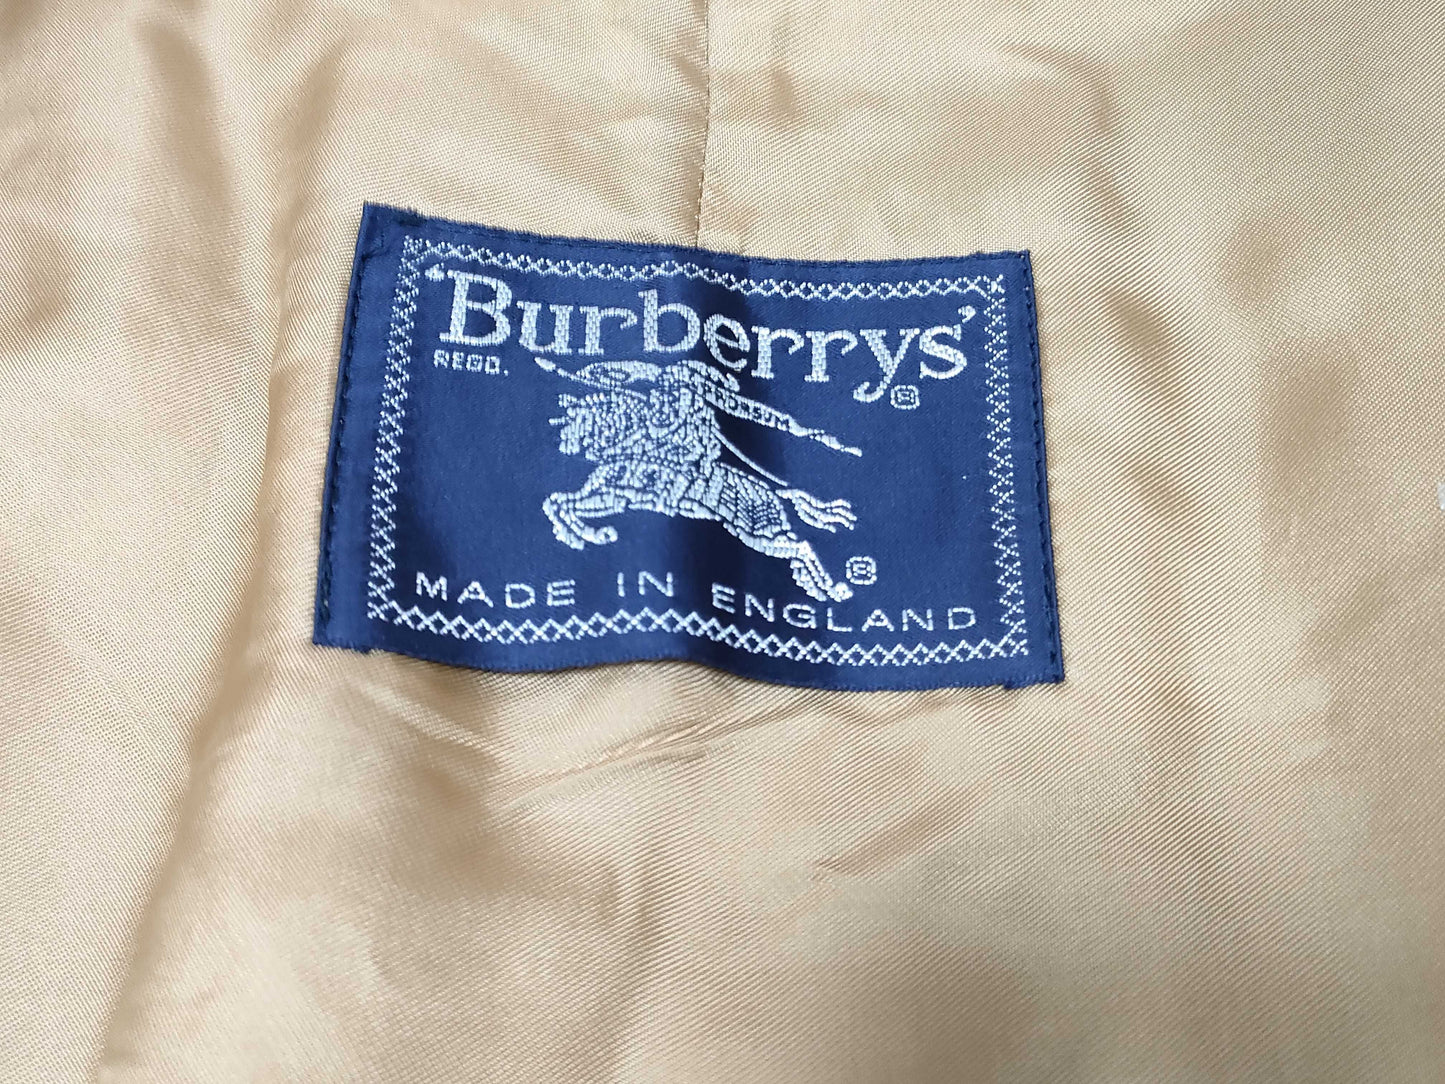 'Burberrys'
REGD. ®
®
MADE IN ENGLAND